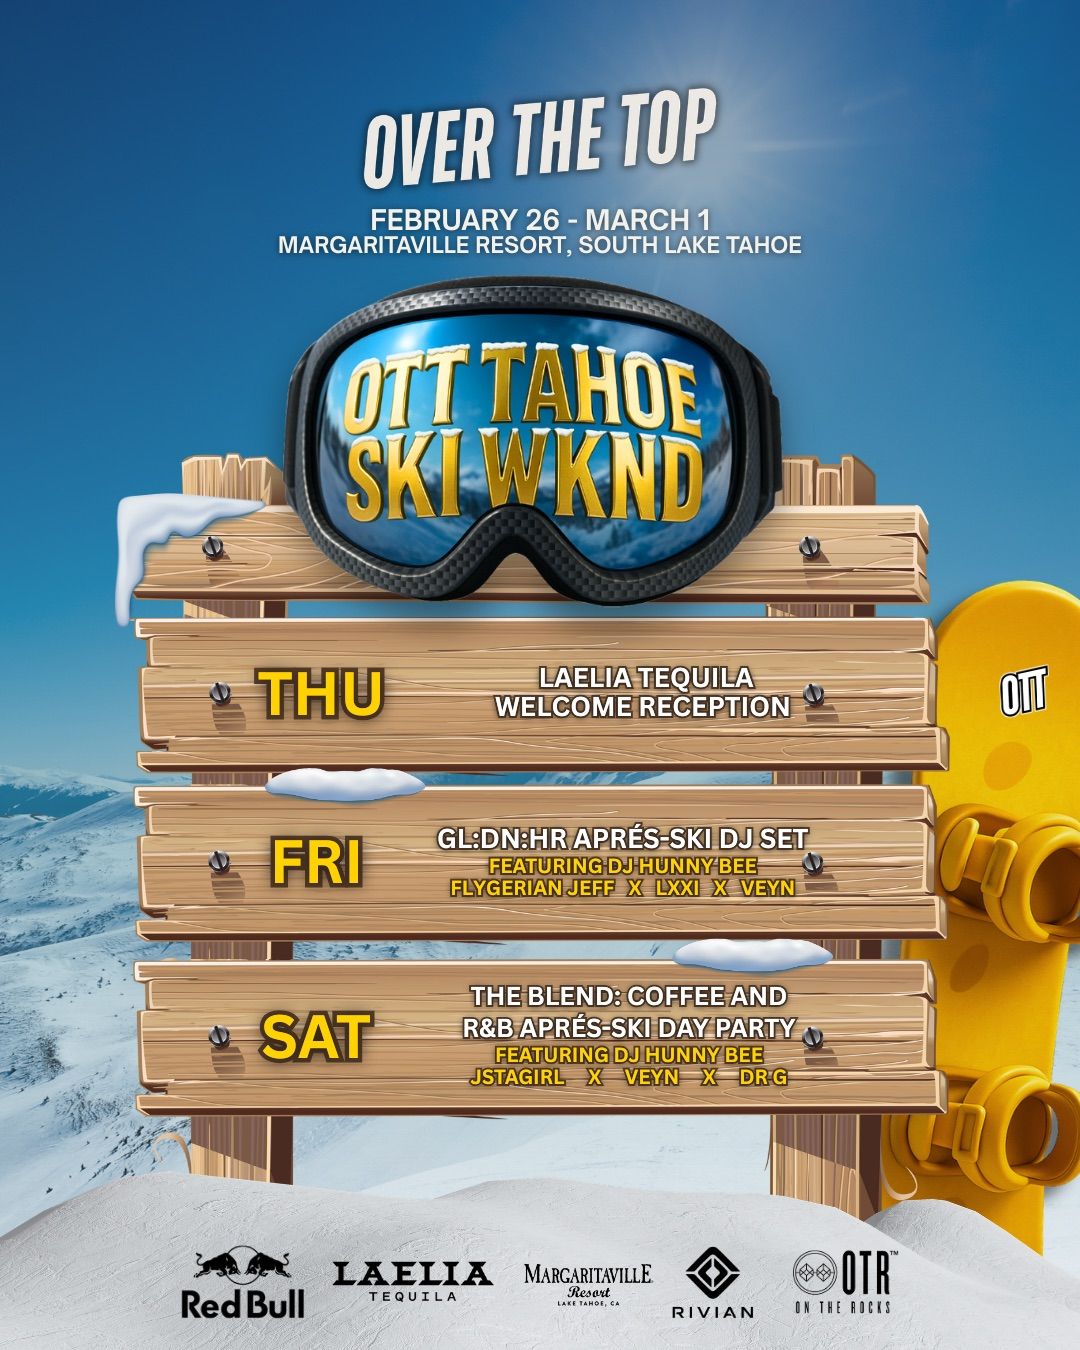 OVER THE TOP
FEBRUARY 26 - MARCH 1
MARGARITAVILLE RESORT, SOUTH LAKE TAHOE
OTT TAHOE
SKI WKND
THU
LAELIA TEQUILA
WELCOME RECEPTION
OTT
FRI
GL:DN:HR APRÉS-SKI DJ SET
FEATURING DJ HUNNY BEE
FLYGERIAN JEFF X LXXI X VEYN
SAT
THE BLEND: COFFEE AND
R&B APRÉS-SKI DAY PARTY
FEATURING DJ HUNNY BEE
JSTAGIRL X VEYN X DR G
Red Bull
LAELIA
TEQUILA
MARGARITAVILLE
Resort
LAKE TAHOE, CA
RIVIAN
OTR™
ON THE ROCKS